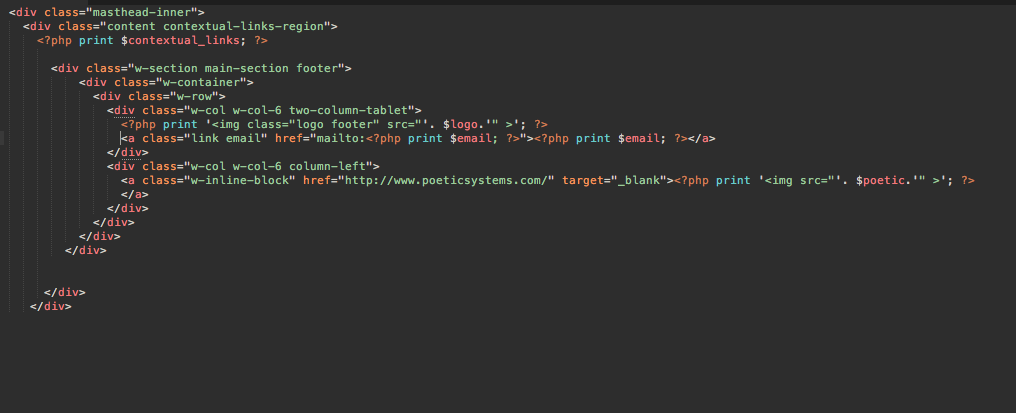 <div class="masthead-inner">
<div class="content contextual-links-region">
<?php print $contextual_links; ?>
<div class="w-section main-section footer">
<div class="w-container">
<div class="w-row">
<div class="w-col w-col-6 two-column-tablet">
<?php print '<img class="logo footer" src="'. $logo.'" >'; ?>
<a class="link email" href="mailto:<?php print $email; ?>"><?php print $email; ?></a>
</div>
<div class="w-col w-col-6 column-left">
<a class="w-inline-block" href="http://www.poeticsystems.com/" target="_blank"><?php print '<img src="'. $poetic.'" >'; ?>
</a>
</div>
</div>
</div>
</div>
</div>
</div>